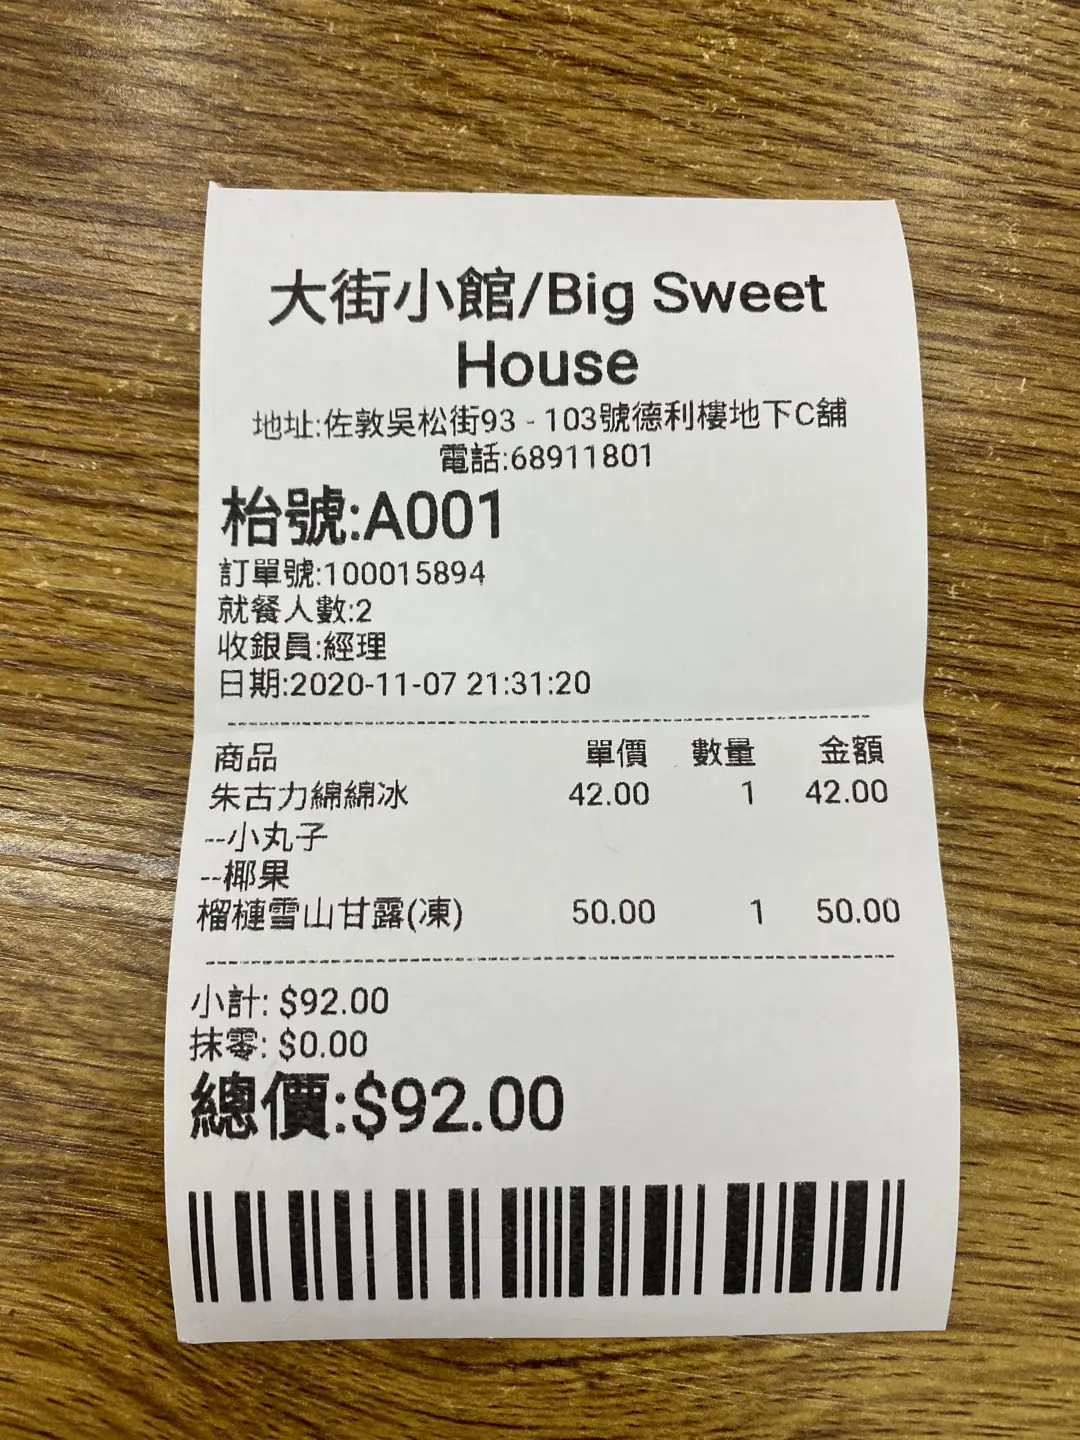 大街小館/Big Sweet
House
地址:佐敦吳松街93 - 103號德利樓地下C舖
電話:68911801
枱號:A001
訂單號:100015894
就餐人數:2
收銀員:經理
日期:2020-11-07 21:31:20
商品 單價 數量 金額
朱古力綿綿冰 42.00 1 42.00
--小丸子
--椰果
榴槤雪山甘露(凍) 50.00 1 50.00
小計: $92.00
抹零: $0.00
總價:$92.00